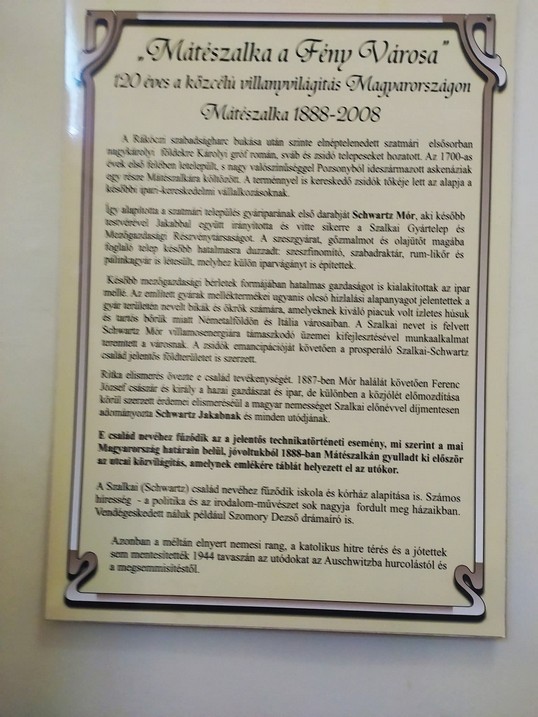 „Mátészalka a Fény Városa"
120 éves a közcélú villanyvilágítás Magyarországon
Mátészalka 1888-2008
A Rákóczi szabadságharc bukása után szinte elnéptelenedett szatmári elsősorban
nagykárolyi földekre Károlyi gróf román, sváb és zsidó telepeseket hozatott. Az 1700-as
évek első felében letelepült, s nagy valószínűséggel Pozsonyból ideszármazott askenáziak
egy része Mátészalkára költözött. A terménnyel is kereskedő zsidók tőkéje lett az alapja a
későbbi ipari-kereskedelmi vállalkozásoknak.
Így alapította a szatmári település gyáriparának első darabját Schwartz Mór, aki később
testvérével Jakabbal együtt irányította és vitte sikerre a Szalkai Gyártelep és
Mezőgazdasági Részvénytársaságot. A szeszgyárat, gőzmalmot és olajütőt magába
foglaló telep később hatalmasra duzzadt: szeszfinomító, szabadraktár, rum-likőr és
pálinkagyár is létesült, melyhez külön iparvágányt is építettek.
Később mezőgazdasági bérletek formájában hatalmas gazdaságot is kialakítottak az ipar
mellé. Az említett gyárak melléktermékei ugyanis olcsó hizlalási alapanyagot jelentettek a
gyár területén nevelt bikák és ökrök számára, amelyeknek kiváló piacuk volt ízletes húsuk
és tartós bőrük miatt Németalföldön és Itália városaiban. A Szalkai nevet is felvett
Schwartz Mór villamosenergiára támaszkodó üzemei kifejlesztésével munkaalkalmat
teremtett a városnak. A zsidók emancipációját követően a prosperáló Szalkai-Schwartz
család jelentős földterületet is szerzett.
Ritka elismerés övezte e család tevékenységét. 1887-ben Mór halálát követően Ferenc
József császár és király a hazai gazdászat és ipar, de különben a közjólét előmozdítása
körül szerzett érdemei elismeréséül a magyar nemességet Szalkai előnévvel díjmentesen
adományozta Schwartz Jakabnak és minden utódjának.
E család nevéhez fűződik az a jelentős technikatörténeti esemény, mi szerint a mai
Magyarország határain belül, jóvoltukból 1888-ban Mátészalkán gyulladt ki először
az utcai közvilágítás, amelynek emlékére táblát helyezett el az utókor.
A Szalkai (Schwartz) család nevéhez fűződik iskola és kórház alapítása is. Számos
híresség - a politika és az irodalom-művészet sok nagyja fordult meg házaikban.
Vendégeskedett náluk például Szomory Dezső drámaíró is.
Azonban a méltán elnyert nemesi rang, a katolikus hitre térés és a jótettek
sem mentesítették 1944 tavaszán az utódokat az Auschwitzba hurcolástól és
a megsemmisítéstől.